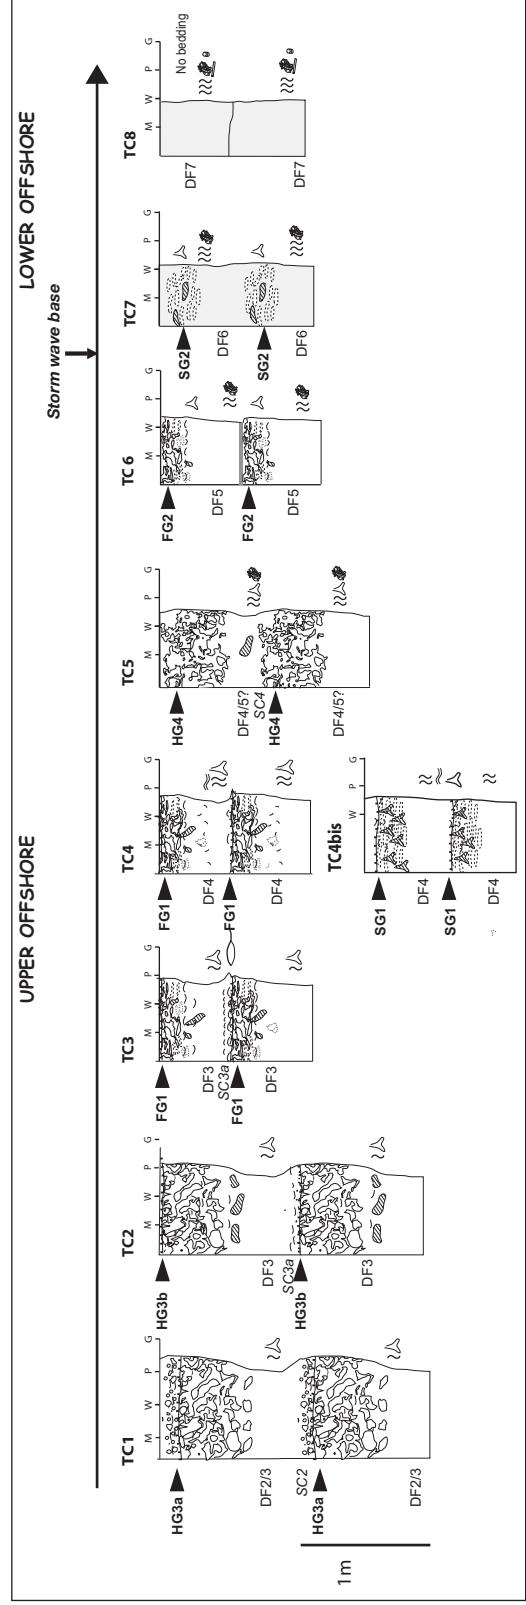 UPPER OFFSHORE
LOWER OFFSHORE
Storm wave base
TC1
M W P G
HG3a
DF2/3
SC2
HG3a
DF2/3
1m
TC2
M W P G
HG3b
DF3
SC3a
HG3b
DF3
TC3
M W P G
FG1
DF3
SC3a
FG1
DF3
TC4
M W P G
FG1
DF4
FG1
DF4
TC4bis
W P G
SG1
DF4
SG1
DF4
TC5
M W P G
HG4
DF4/5?
SC4
HG4
DF4/5?
TC6
M W P G
FG2
DF5
FG2
DF5
TC7
M W P G
SG2
DF6
SG2
DF6
TC8
M W P G
No bedding
DF7
DF7